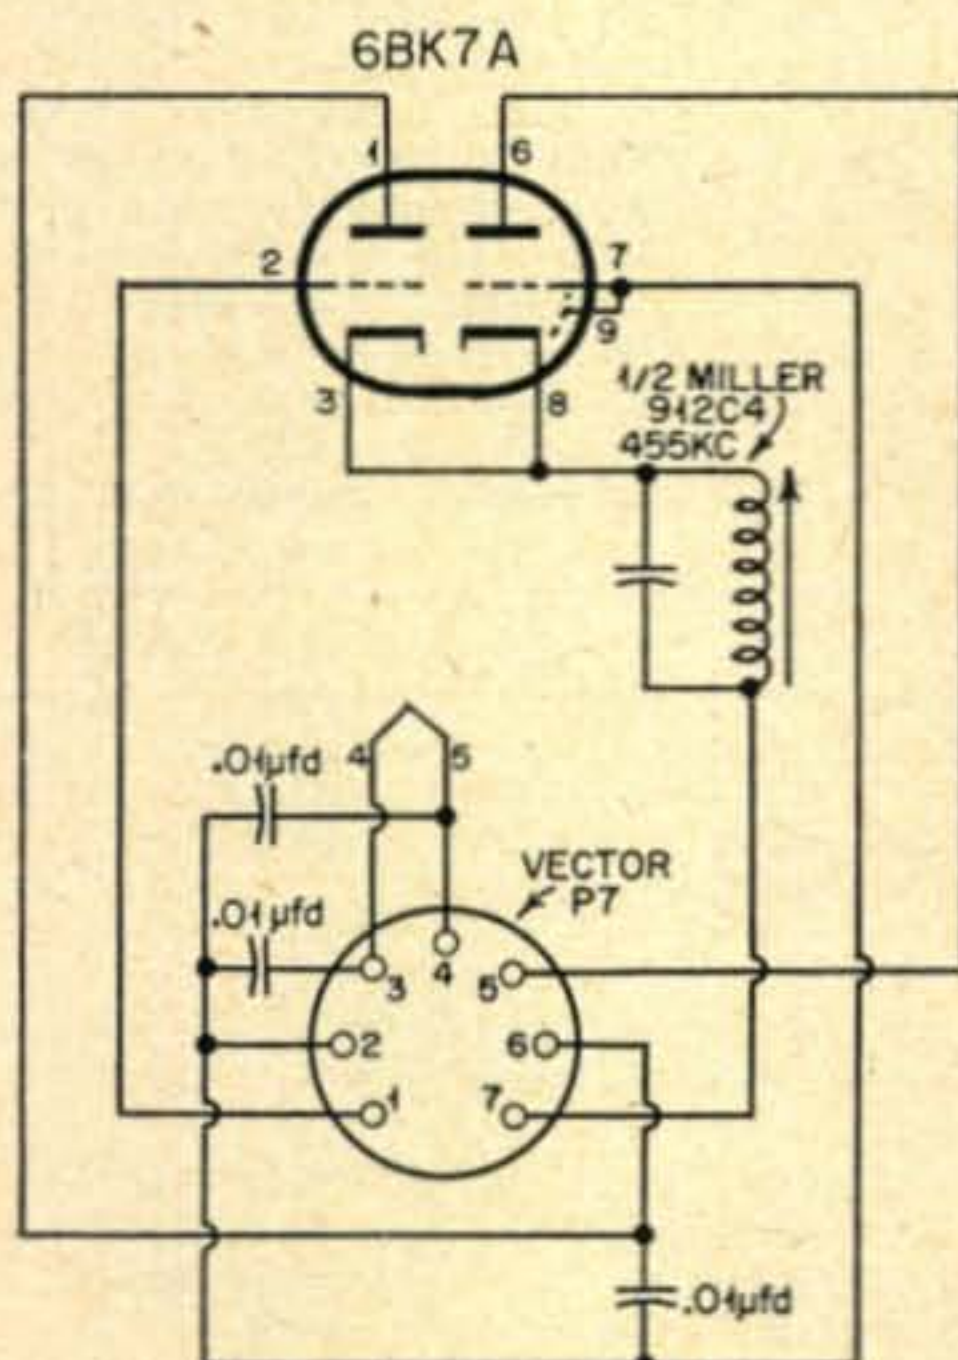 6BK7A
1 6
2 7
9
3 8
1/2 MILLER
912C4
455KC
.01µfd 4 5
VECTOR
P7
.01µfd
3 4 5
2 6
1 7
.01µfd